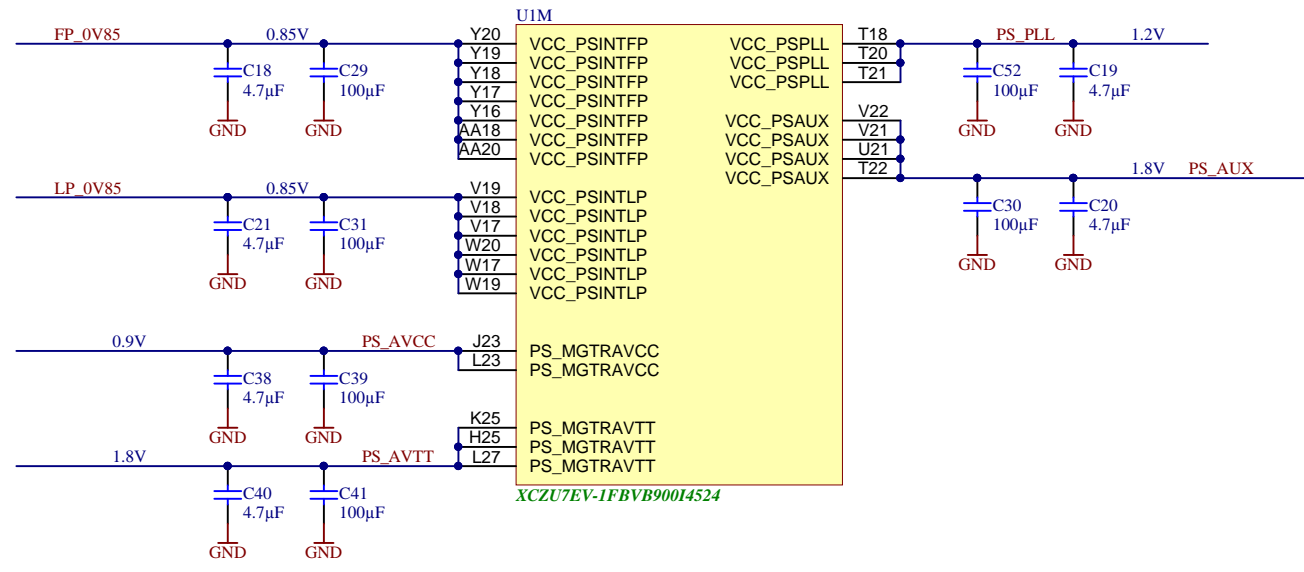 U1M
FP_0V85 0.85V Y20 VCC_PSINTFP VCC_PSPLL T18 PS_PLL 1.2V
Y19 VCC_PSINTFP VCC_PSPLL T20
C18 4.7µF C29 100µF Y18 VCC_PSINTFP VCC_PSPLL T21 C52 100µF C19 4.7µF
Y17 VCC_PSINTFP
GND GND Y16 VCC_PSINTFP VCC_PSAUX V22 GND GND
AA18 VCC_PSINTFP VCC_PSAUX V21
AA20 VCC_PSINTFP VCC_PSAUX U21
VCC_PSAUX T22 1.8V PS_AUX
LP_0V85 0.85V V19 VCC_PSINTLP
V18 VCC_PSINTLP C30 100µF C20 4.7µF
C21 4.7µF C31 100µF V17 VCC_PSINTLP
W20 VCC_PSINTLP GND GND
GND GND W17 VCC_PSINTLP
W19 VCC_PSINTLP
0.9V PS_AVCC J23 PS_MGTRAVCC
L23 PS_MGTRAVCC
C38 4.7µF C39 100µF
GND GND K25 PS_MGTRAVTT
H25 PS_MGTRAVTT
1.8V PS_AVTT L27 PS_MGTRAVTT
C40 4.7µF C41 100µF XCZU7EV-1FBVB900I4524
GND GND